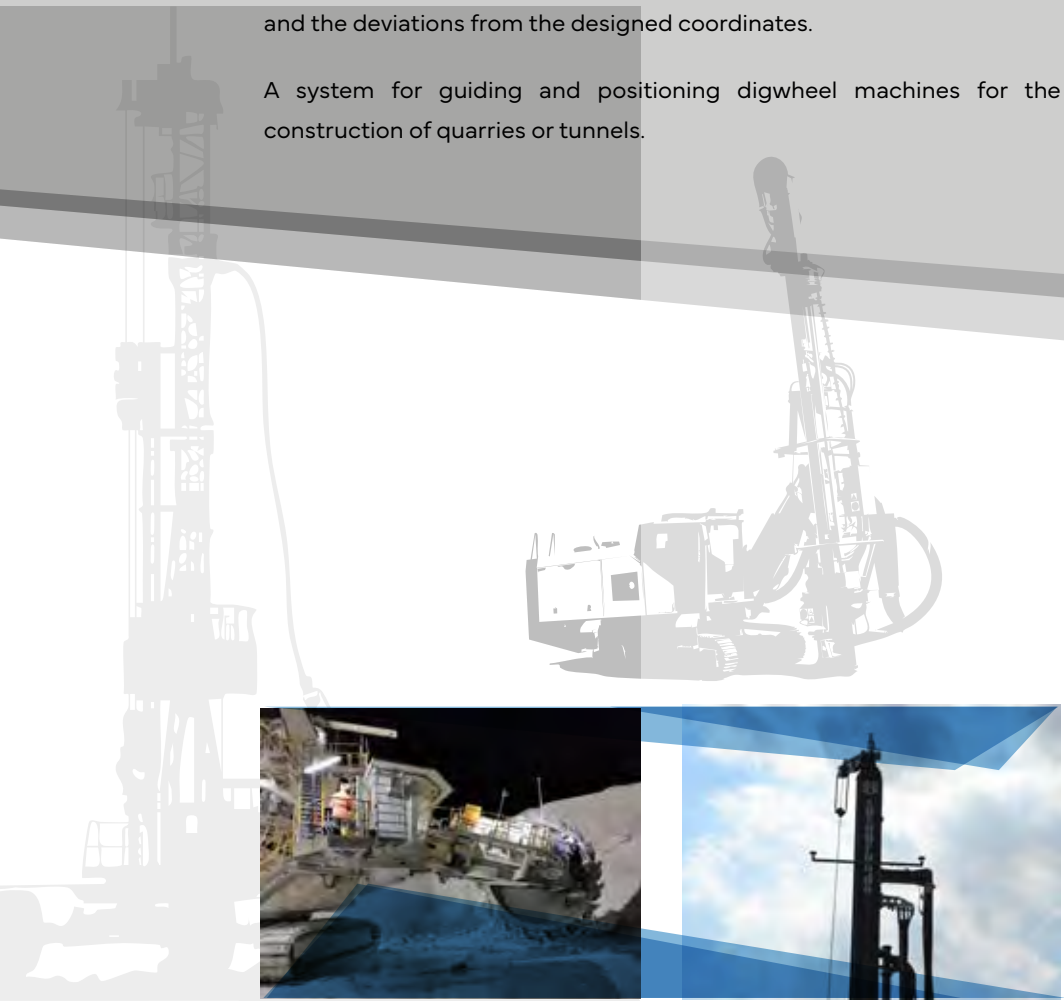 and the deviations from the designed coordinates.
A system for guiding and positioning digwheel machines for the
construction of quarries or tunnels.